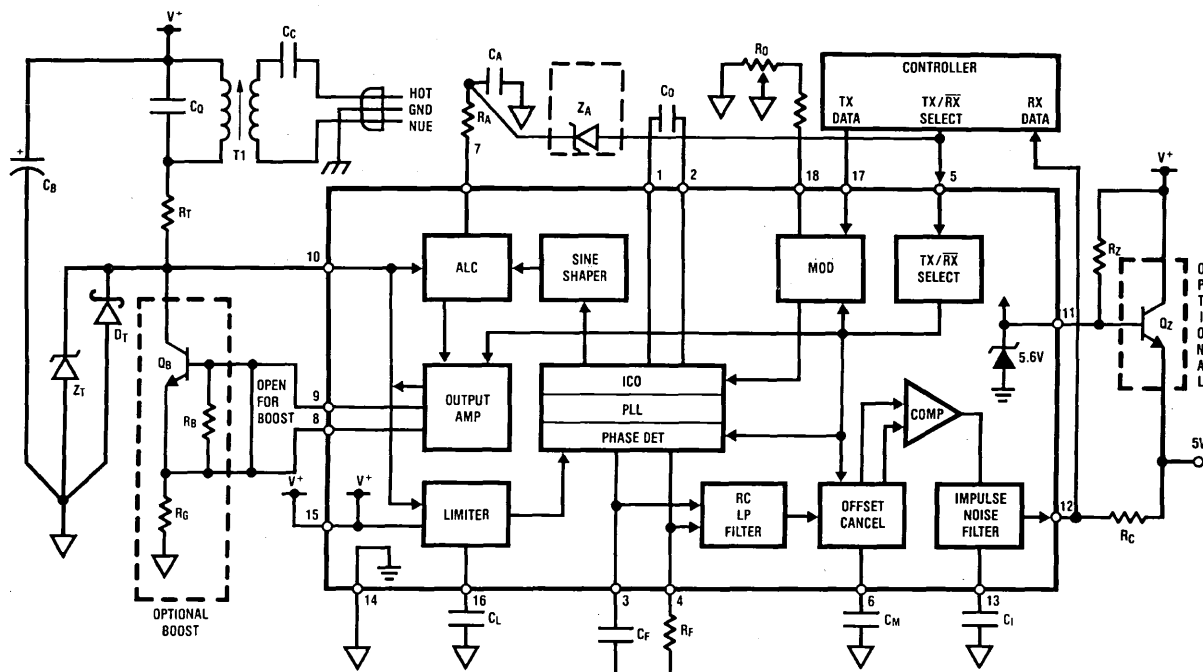 V+
CC
CQ
T1
HOT
GND
NUE
CB
RT
CA
RA
7
ZA
CO
1
2
RO
18
17
5
CONTROLLER
TX DATA
TX/RX SELECT
RX DATA
V+
RZ
QZ
OPTIONAL
11
5.6V
5V
10
ALC
SINE SHAPER
MOD
TX/RX SELECT
DT
ZT
QB
RB
OPEN FOR BOOST
9
8
OUTPUT AMP
ICO
PLL
PHASE DET
COMP
RG
V+
V+
15
LIMITER
RC LP FILTER
OFFSET CANCEL
IMPULSE NOISE FILTER
12
RC
OPTIONAL BOOST
14
16
CL
3
CF
4
RF
6
CM
13
CI